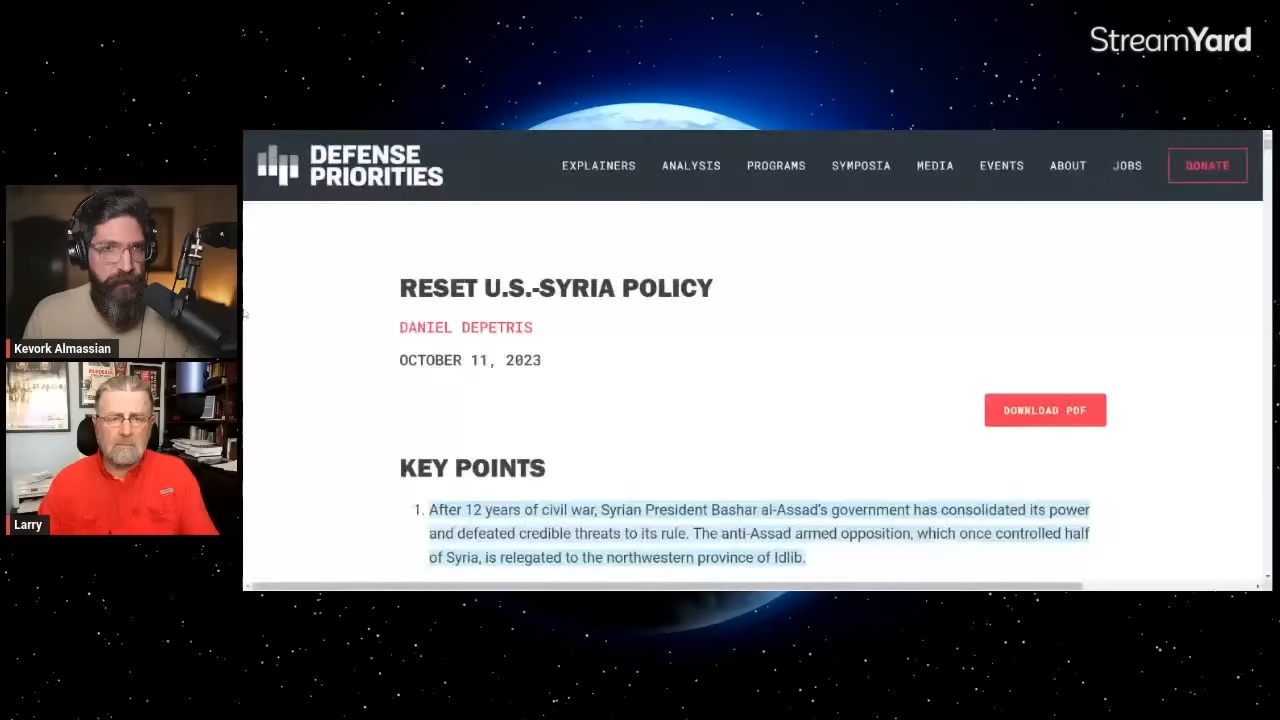 StreamYard
DEFENSE
PRIORITIES
EXPLAINERS ANALYSIS PROGRAMS SYMPOSIA MEDIA EVENTS ABOUT JOBS DONATE
RESET U.S.-SYRIA POLICY
DANIEL DEPETRIS
OCTOBER 11, 2023
DOWNLOAD PDF
KEY POINTS
1. After 12 years of civil war, Syrian President Bashar al-Assad's government has consolidated its power
and defeated credible threats to its rule. The anti-Assad armed opposition, which once controlled half
of Syria, is relegated to the northwestern province of Idlib.
Kevork Almassian
Larry